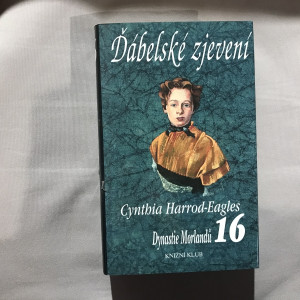 Ďábelské zjevení
Cynthia Harrod-Eagles
Dynastie Morlandů 16
KNIŽNÍ KLUB